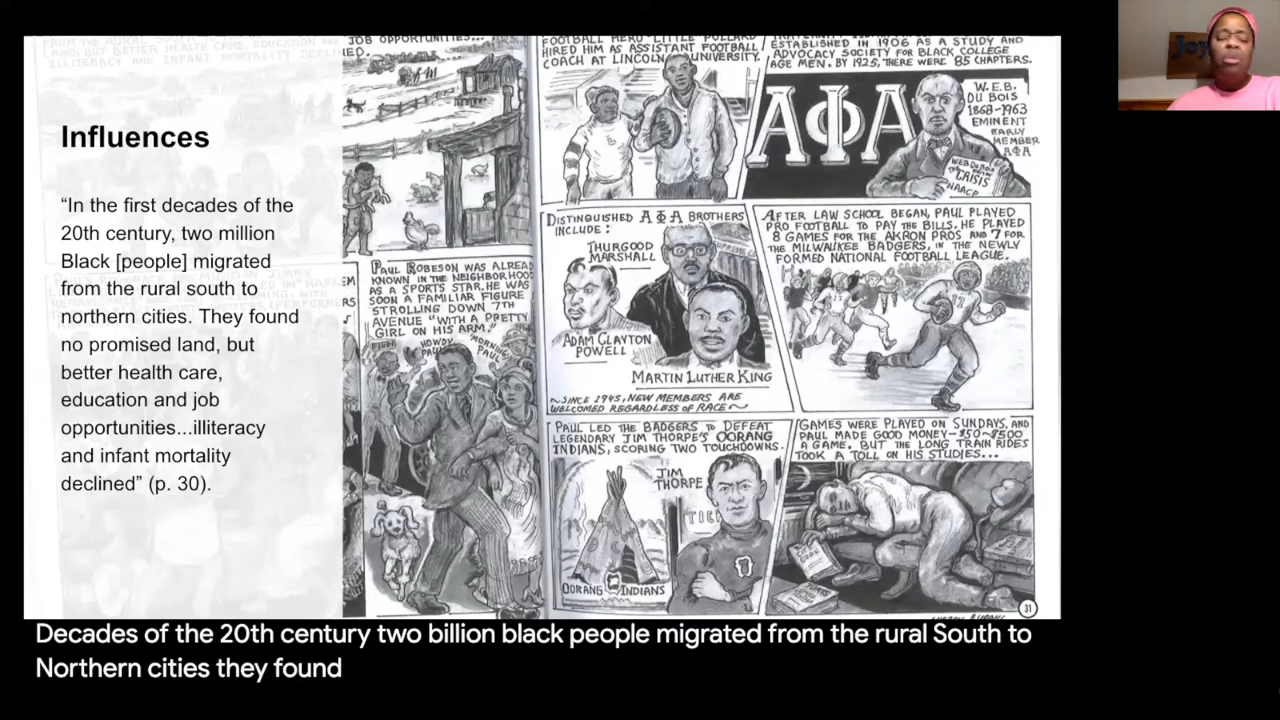 Influences
“In the first decades of the
20th century, two million
Black [people] migrated
from the rural south to
northern cities. They found
no promised land, but
better health care,
education and job
opportunities...illiteracy
and infant mortality
declined” (p. 30).
JOB OPPORTUNITIES...
PAUL ROBESON WAS ALREAD
KNOWN IN THE NEIGHBORHOOD
AS A SPORTS STAR. HE WAS
SOON A FAMILIAR FIGURE
STROLLING DOWN 7TH
AVENUE “WITH A PRETTY
GIRL ON HIS ARM.”
HOWDY
PAUL
MORNING
PAUL
FOOTBALL HERO
HIRED HIM AS ASSISTANT FOOTBALL
COACH AT LINCOLN UNIVERSITY.
ESTABLISHED IN 1906 AS A STUDY AND
ADVOCACY SOCIETY FOR BLACK COLLEGE
AGE MEN. BY 1925, THERE WERE 85 CHAPTERS.
ΑΦΑ
W.E.B.
DU BOIS
1868-1963
EMINENT
EARLY
MEMBER
ΑΦΑ
WEB DU BOIS
CRISIS
NAACP
DISTINGUISHED ΑΦΑ BROTHERS
INCLUDE:
THURGOOD
MARSHALL
ADAM CLAYTON
POWELL
MARTIN LUTHER KING
~SINCE 1945, NEW MEMBERS ARE
WELCOMED REGARDLESS OF RACE~
AFTER LAW SCHOOL BEGAN, PAUL PLAYED
PRO FOOTBALL TO PAY THE BILLS. HE PLAYED
8 GAMES FOR THE AKRON PROS AND 7 FOR
THE MILWAUKEE BADGERS, IN THE NEWLY
FORMED NATIONAL FOOTBALL LEAGUE.
PAUL LED THE BADGERS TO DEFEAT
LEGENDARY JIM THORPE'S OORANG
INDIANS, SCORING TWO TOUCHDOWNS.
JIM
THORPE
OORANG INDIANS
GAMES WERE PLAYED ON SUNDAYS, AND
PAUL MADE GOOD MONEY-$50~$500
A GAME. BUT THE LONG TRAIN RIDES
TOOK A TOLL ON HIS STUDIES...
31
Decades of the 20th century two billion black people migrated from the rural South to
Northern cities they found